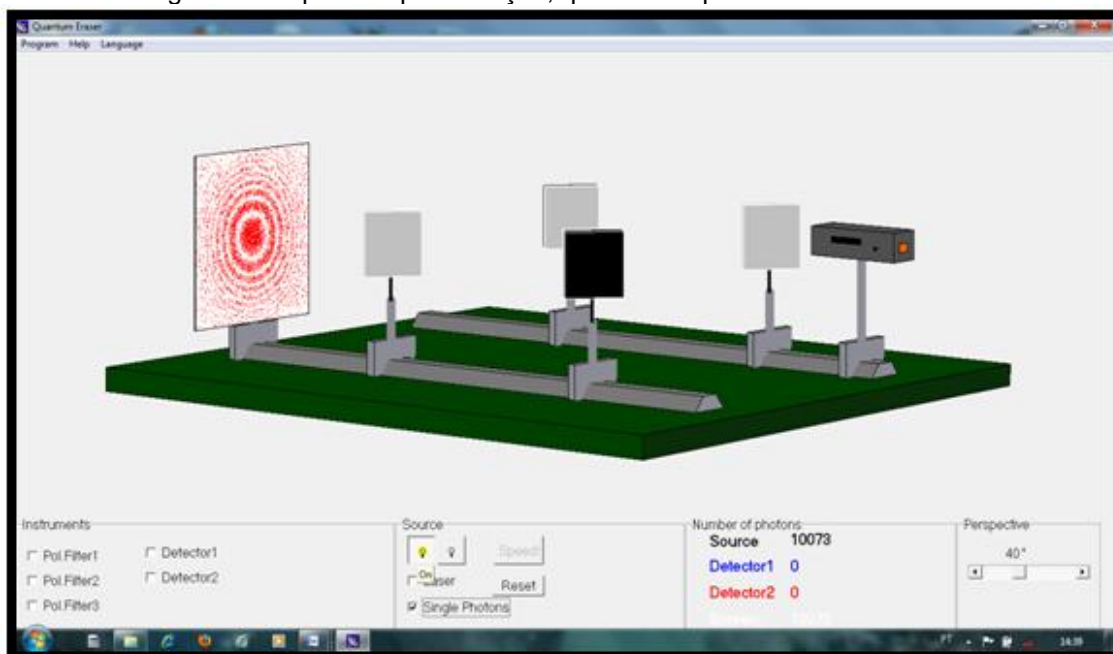 Quantum Eraser
Program Help Language
Instruments
Pol.Filter1
Pol.Filter2
Pol.Filter3
Detector1
Detector2
Source
Speed!
On
Reset
Single Photons
Number of photons
Source 10073
Detector1 0
Detector2 0
Perspective
40°
PT
14:39